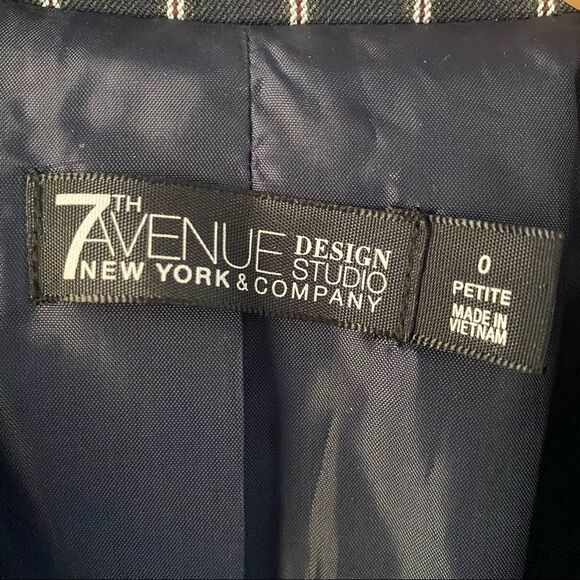 7TH AVENUE DESIGN STUDIO
NEW YORK & COMPANY
0
PETITE
MADE IN
VIETNAM